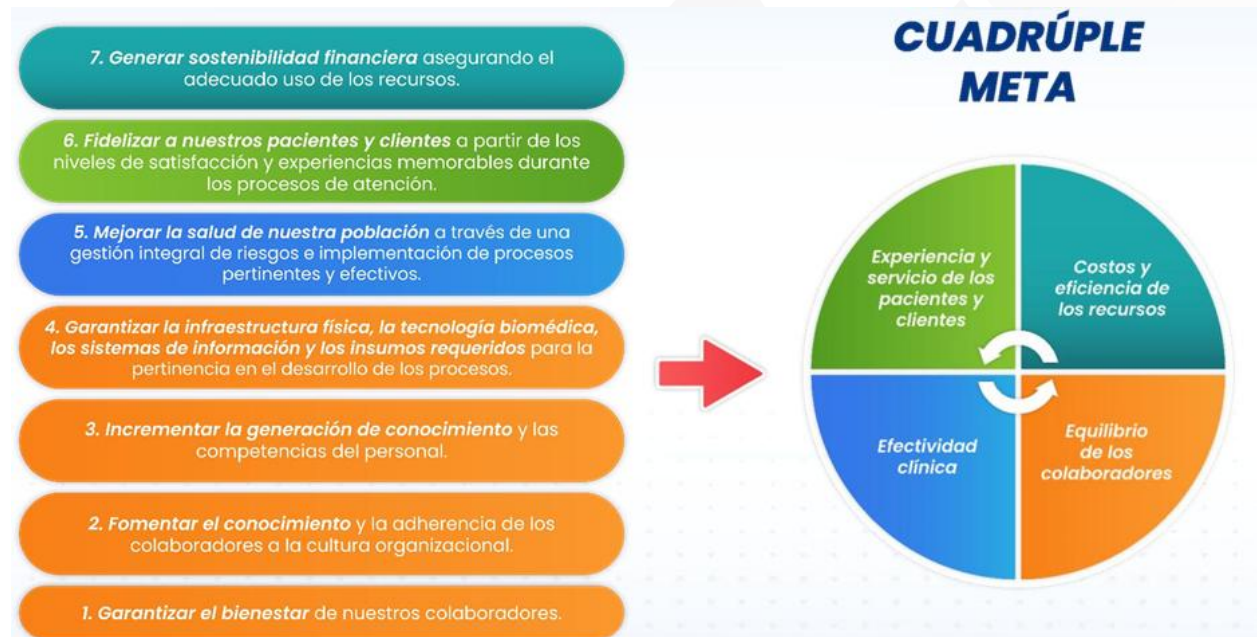 7. Generar sostenibilidad financiera asegurando el
adecuado uso de los recursos.
6. Fidelizar a nuestros pacientes y clientes a partir de los
niveles de satisfacción y experiencias memorables durante
los procesos de atención.
5. Mejorar la salud de nuestra población a través de una
gestión integral de riesgos e implementación de procesos
pertinentes y efectivos.
4. Garantizar la infraestructura física, la tecnología biomédica,
los sistemas de información y los insumos requeridos para la
pertinencia en el desarrollo de los procesos.
3. Incrementar la generación de conocimiento y las
competencias del personal.
2. Fomentar el conocimiento y la adherencia de los
colaboradores a la cultura organizacional.
1. Garantizar el bienestar de nuestros colaboradores.
CUADRÚPLE
META
Experiencia y
servicio de los
pacientes y
clientes
Costos y
eficiencia de
los recursos
Efectividad
clínica
Equilibrio
de los
colaboradores